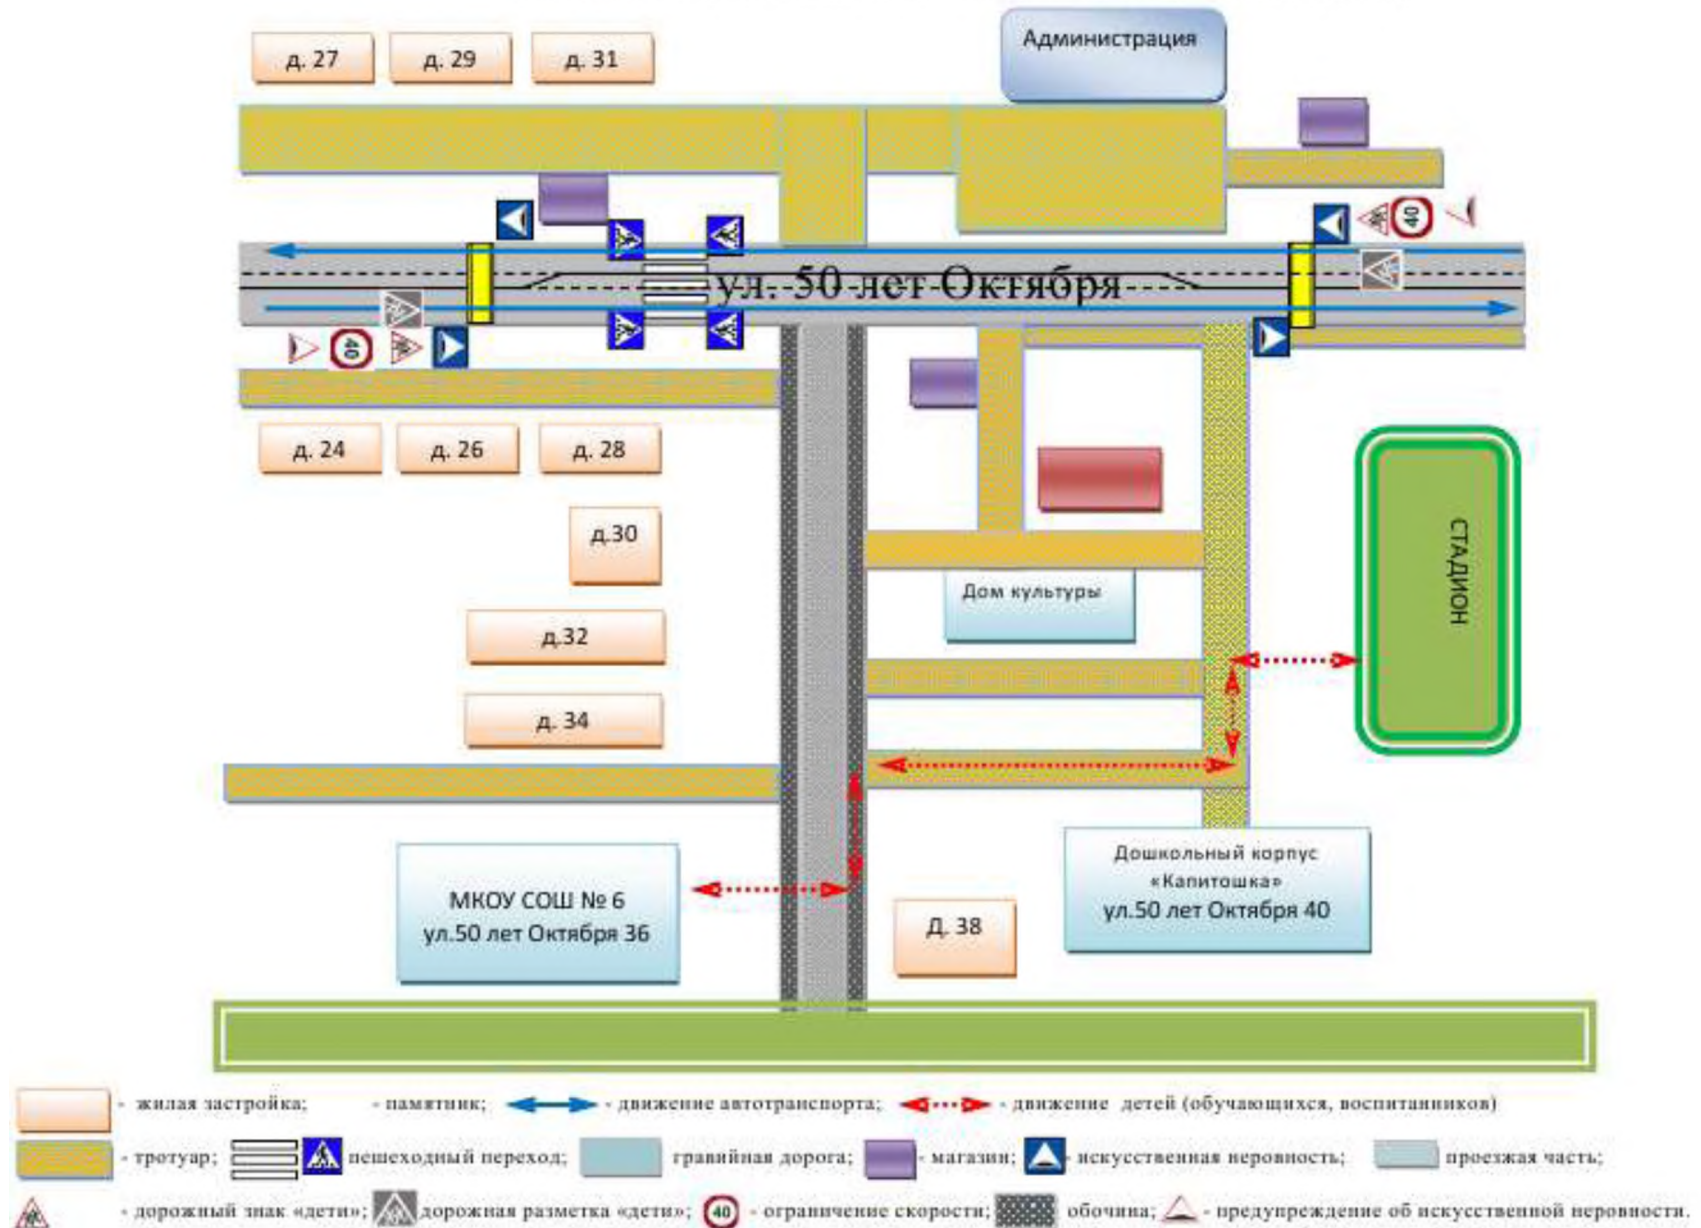 Администрация
д. 27
д. 29
д. 31
40
ул. 50 лет Октября
40
д. 24
д. 26
д. 28
СТАДИОН
д.30
Дом культуры
д.32
д. 34
Дошкольный корпус
«Капитошка»
ул.50 лет Октября 40
МКОУ СОШ № 6
ул.50 лет Октября 36
Д. 38
- жилая застройка; - памятник; - движение автотранспорта; - движение детей (обучающихся, воспитанников)
- тротуар; пешеходный переход; гравийная дорога; - магазин; - искусственная неровность; проезжая часть;
- дорожный знак «дети»; дорожная разметка «дети»; 40 - ограничение скорости; обочина; - предупреждение об искусственной неровности.